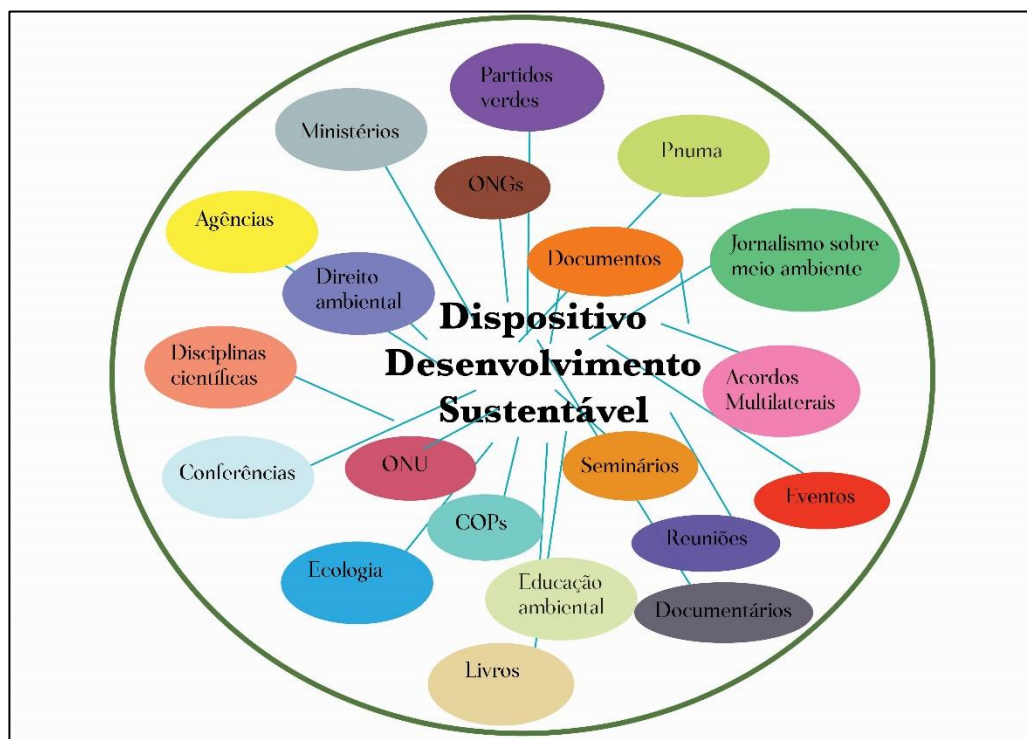 Partidos
verdes
Ministérios
Pnuma
ONGs
Agências
Documentos
Jornalismo sobre
meio ambiente
Direito
ambiental
Dispositivo
Desenvolvimento
Sustentável
Disciplinas
científicas
Acordos
Multilaterais
Conferências
ONU
Seminários
Eventos
COPs
Reuniões
Ecologia
Educação
ambiental
Documentários
Livros